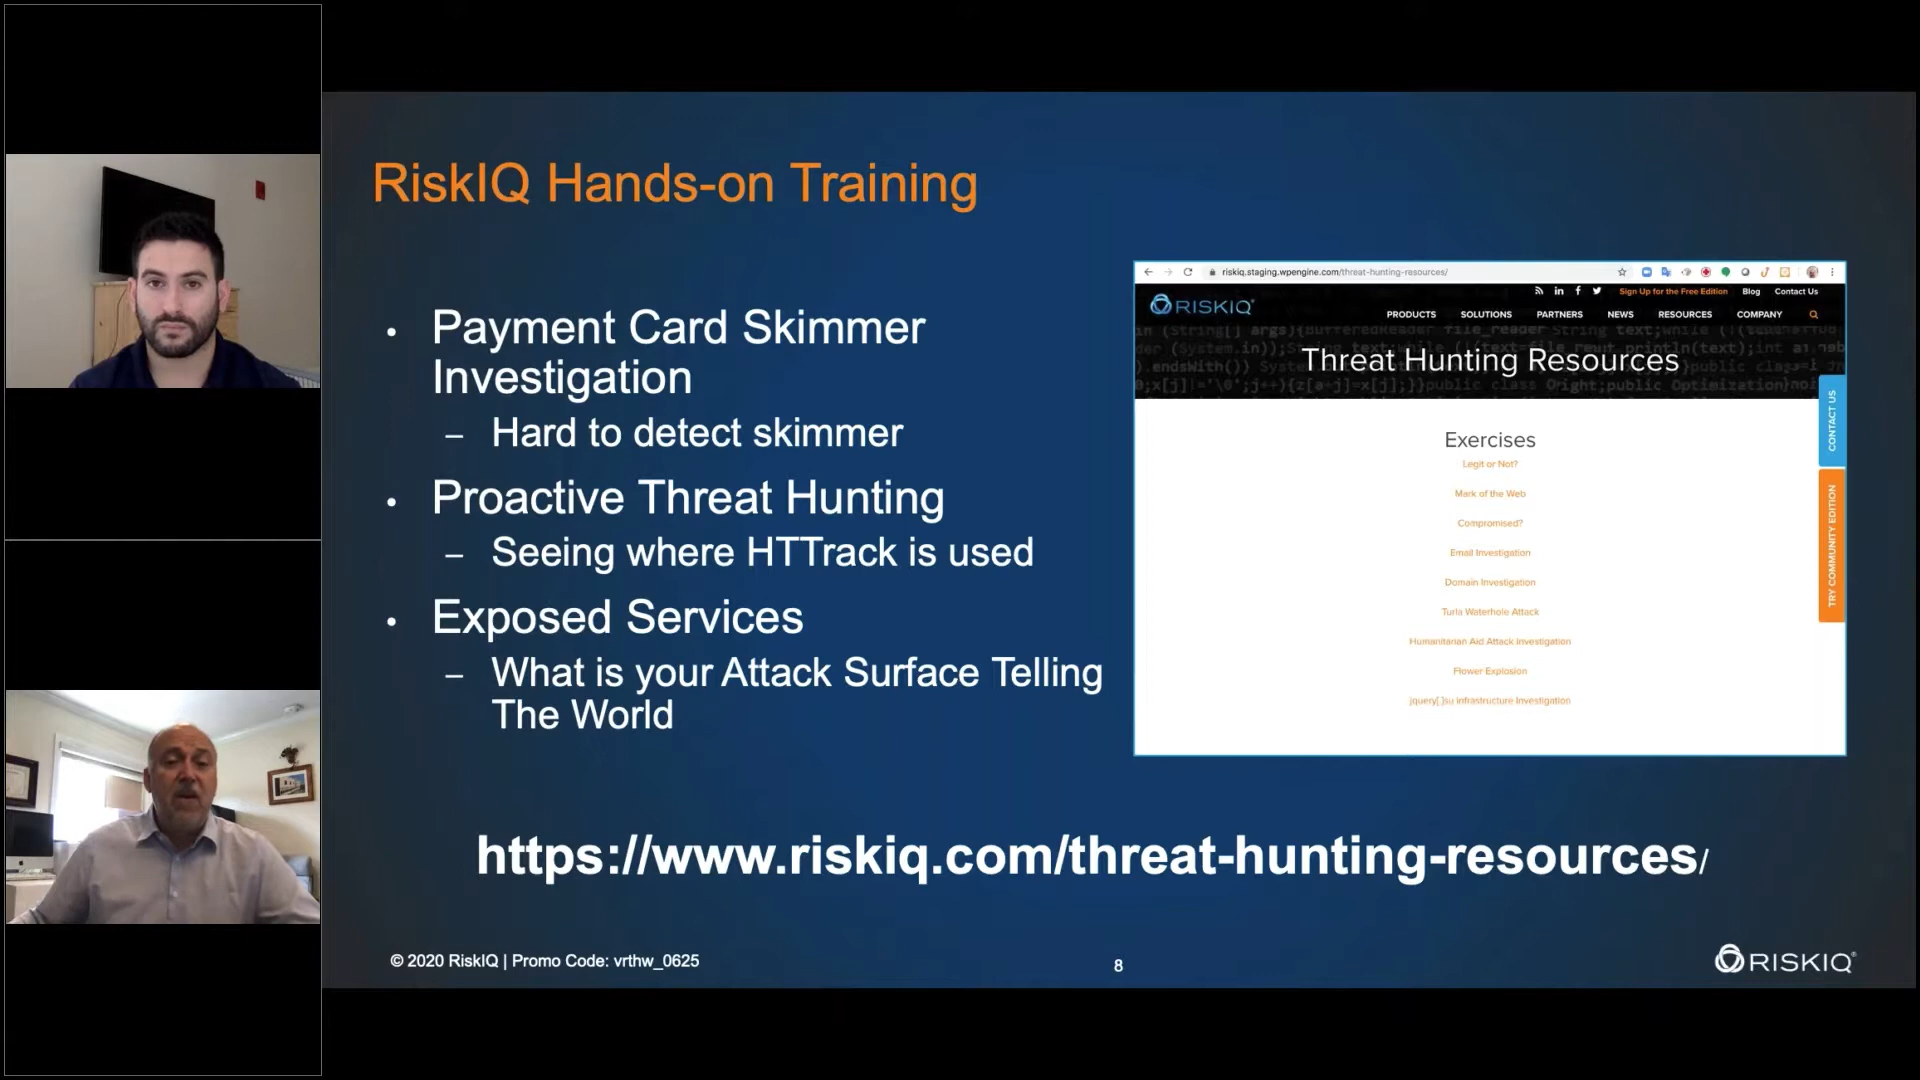 RiskIQ Hands-on Training
• Payment Card Skimmer
Investigation
– Hard to detect skimmer
• Proactive Threat Hunting
– Seeing where HTTrack is used
• Exposed Services
– What is your Attack Surface Telling
The World
riskiq.staging.wpengine.com/threat-hunting-resources/
Sign Up for the Free Edition Blog Contact Us
RISKIQ
PRODUCTS SOLUTIONS PARTNERS NEWS RESOURCES COMPANY
Threat Hunting Resources
CONTACT US
TRY COMMUNITY EDITION
Exercises
Legit or Not?
Mark of the Web
Compromised?
Email Investigation
Domain Investigation
Turla Waterhole Attack
Humanitarian Aid Attack Investigation
Flower Explosion
jquery[.]su Infrastructure Investigation
https://www.riskiq.com/threat-hunting-resources/
© 2020 RiskIQ | Promo Code: vrthw_0625
8
RISKIQ